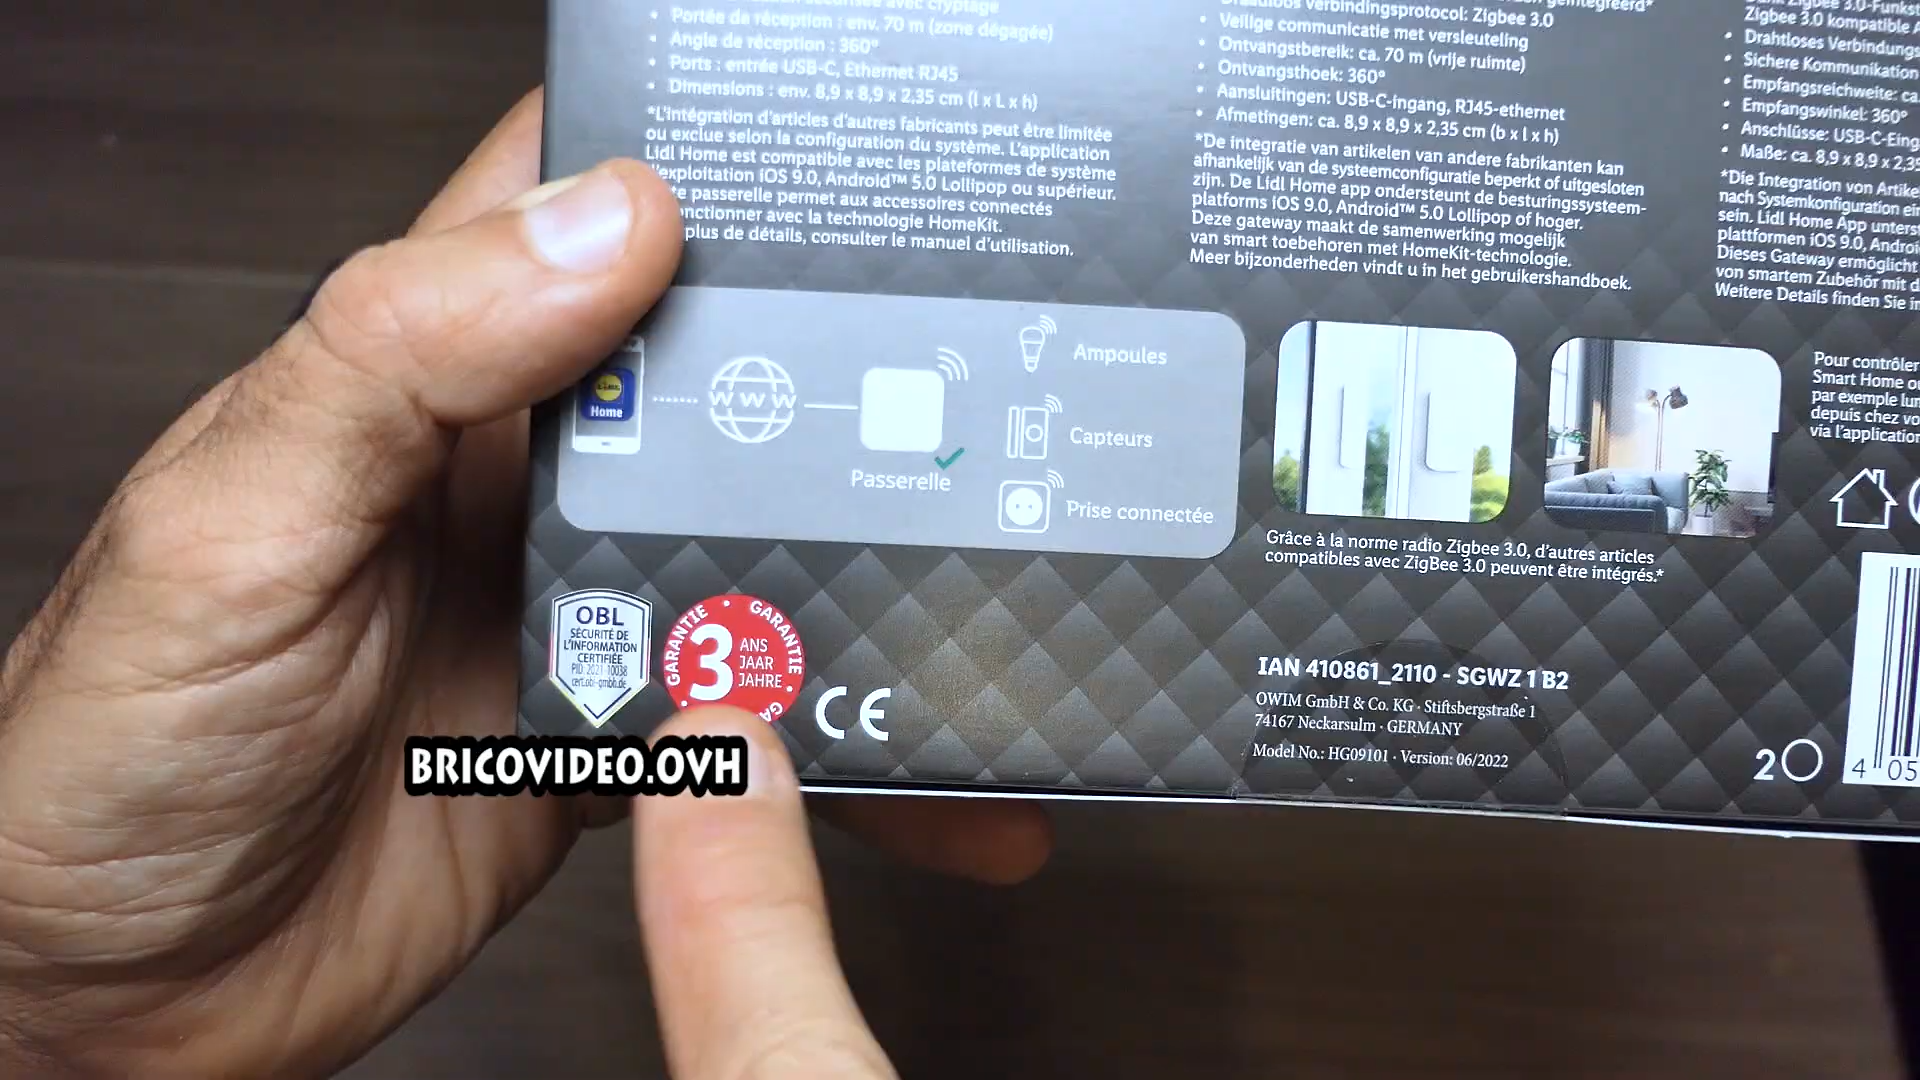 avec cryptage
• Portée de réception : env. 70 m (zone dégagée)
• Angle de réception : 360°
• Ports : entrée USB-C, Ethernet RJ45
• Dimensions : env. 8,9 x 8,9 x 2,35 cm (l x L x h)
*L'intégration d'articles d'autres fabricants peut être limitée
ou exclue selon la configuration du système. L'application
Lidl Home est compatible avec les plateformes de système
d'exploitation iOS 9.0, Android™ 5.0 Lollipop ou supérieur.
passerelle permet aux accessoires connectés
avec la technologie HomeKit.
plus de détails, consulter le manuel d'utilisation.
verbindingsprotocol: Zigbee 3.0
• Veilige communicatie met versleuteling
• Ontvangstbereik: ca. 70 m (vrije ruimte)
• Ontvangsthoek: 360°
• Aansluitingen: USB-C-ingang, RJ45-ethernet
• Afmetingen: ca. 8,9 x 8,9 x 2,35 cm (b x l x h)
*De integratie van artikelen van andere fabrikanten kan
afhankelijk van de systeemconfiguratie beperkt of uitgesloten
zijn. De Lidl Home app ondersteunt de besturingssysteem-
platforms iOS 9.0, Android™ 5.0 Lollipop of hoger.
Deze gateway maakt de samenwerking mogelijk
van smart toebehoren met HomeKit-technologie.
Meer bijzonderheden vindt u in het gebruikershandboek.
Zigbee 3.0 kompatible
• Drahtloses
• Sichere Kommunikation
• Empfangsreichweite: ca.
• Empfangswinkel: 360°
• Anschlüsse:
• Maße: ca. 8,9 x 8,9 x
*Die Integration von
nach Systemkonfiguration
sein. Lidl Home App
plattformen iOS 9.0,
Dieses Gateway ermöglicht
von smartem Zubehör mit
Weitere Details finden Sie
LIDL
Home
WWW
Passerelle
Ampoules
Capteurs
Prise connectée
Grâce à la norme radio Zigbee 3.0, d'autres articles
compatibles avec ZigBee 3.0 peuvent être intégrés.*
Pour contrôler
Smart Home
par exemple
depuis chez
via l'application
OBL
SÉCURITÉ DE
L'INFORMATION
CERTIFIÉE
PID 2021 10038
cert.obl-gmbh.de
GARANTIE • GARANTIE •
3
ANS
JAAR
JAHRE
CE
IAN 410861_2110 - SGWZ 1 B2
OWIM GmbH & Co. KG · Stiftsbergstraße 1
74167 Neckarsulm · GERMANY
Model No.: HG09101 · Version: 06/2022
2
4 05
BRICOVIDEO.OVH